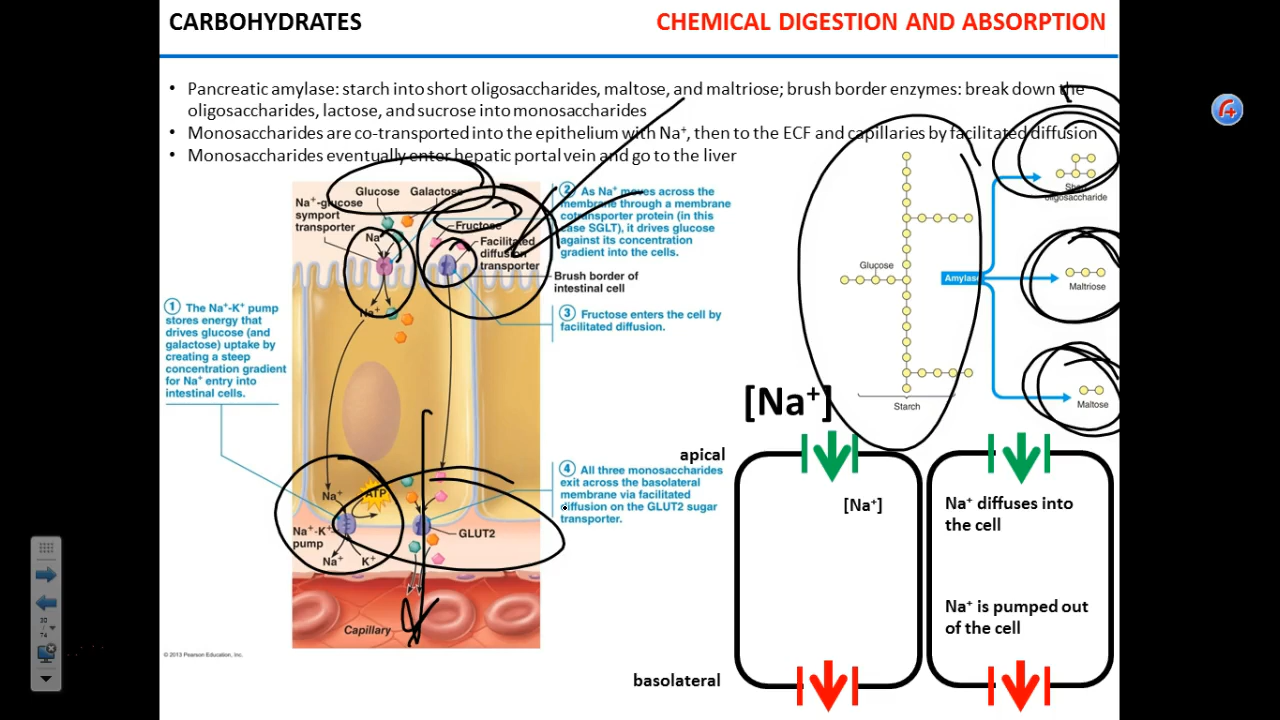 CARBOHYDRATES
CHEMICAL DIGESTION AND ABSORPTION
• Pancreatic amylase: starch into short oligosaccharides, maltose, and maltriose; brush border enzymes: break down the
oligosaccharides, lactose, and sucrose into monosaccharides
• Monosaccharides are co-transported into the epithelium with Na+, then to the ECF and capillaries by facilitated diffusion
• Monosaccharides eventually enter hepatic portal vein and go to the liver
Glucose
Galactose
Na+-glucose
symport
transporter
Na+
Fructose
Facilitated
diffusion
transporter
Brush border of
intestinal cell
Na+
2 As Na+ moves across the
membrane through a membrane
cotransporter protein (in this
case SGLT), it drives glucose
against its concentration
gradient into the cells.
3 Fructose enters the cell by
facilitated diffusion.
1 The Na+-K+ pump
stores energy that
drives glucose (and
galactose) uptake by
creating a steep
concentration gradient
for Na+ entry into
intestinal cells.
4 All three monosaccharides
exit across the basolateral
membrane via facilitated
diffusion on the GLUT2 sugar
transporter.
Na+
ATP
Na+-K+
pump
Na+
K+
GLUT2
Capillary
© 2013 Pearson Education, Inc.
Glucose
Amylase
Starch
Short
oligosaccharide
Maltriose
Maltose
[Na+]
apical
[Na+]
Na+ diffuses into
the cell
Na+ is pumped out
of the cell
basolateral